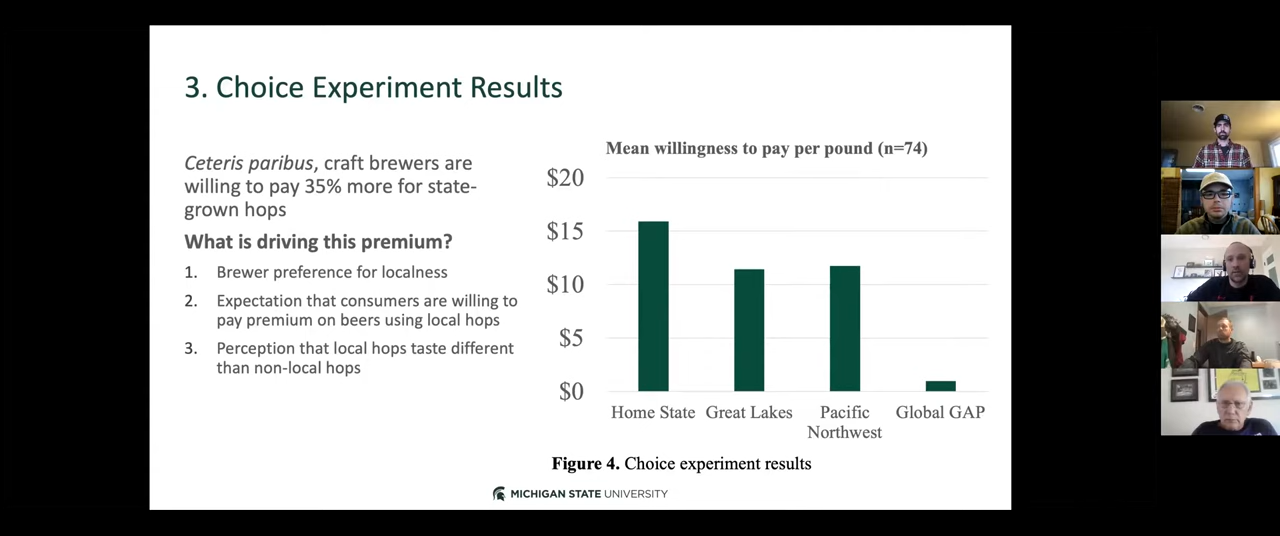 3. Choice Experiment Results
Ceteris paribus, craft brewers are
willing to pay 35% more for state-
grown hops
What is driving this premium?
1. Brewer preference for localness
2. Expectation that consumers are willing to
pay premium on beers using local hops
3. Perception that local hops taste different
than non-local hops
Mean willingness to pay per pound (n=74)
$20
$15
$10
$5
$0
Home State
Great Lakes
Pacific
Northwest
Global GAP
Figure 4. Choice experiment results
MICHIGAN STATE UNIVERSITY